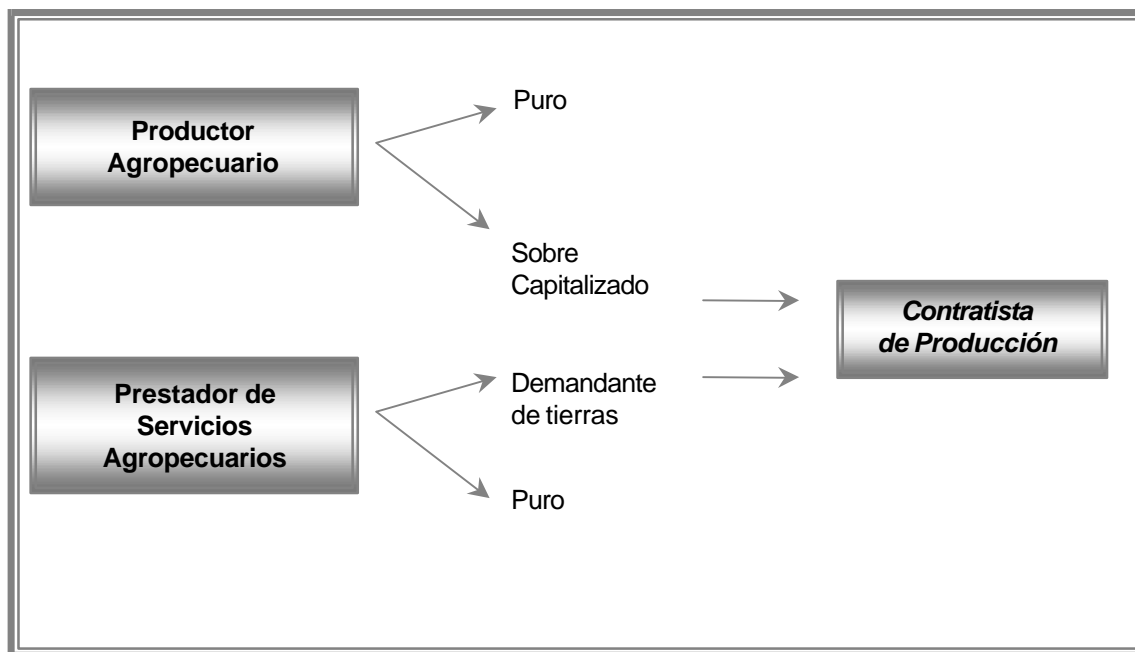 Productor
Agropecuario
Puro
Sobre
Capitalizado
Contratista
de Producción
Prestador de
Servicios
Agropecuarios
Demandante
de tierras
Puro